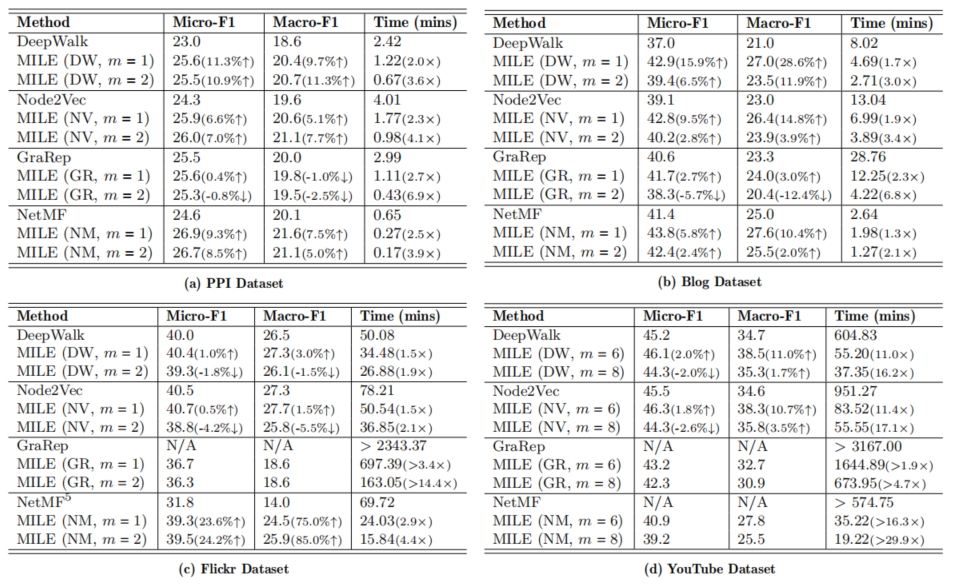 Method Micro-F1 Macro-F1 Time (mins)
DeepWalk 23.0 18.6 2.42
MILE (DW, m = 1) 25.6(11.3%↑) 20.4(9.7%↑) 1.22(2.0×)
MILE (DW, m = 2) 25.5(10.9%↑) 20.7(11.3%↑) 0.67(3.6×)
Node2Vec 24.3 19.6 4.01
MILE (NV, m = 1) 25.9(6.6%↑) 20.6(5.1%↑) 1.77(2.3×)
MILE (NV, m = 2) 26.0(7.0%↑) 21.1(7.7%↑) 0.98(4.1×)
GraRep 25.5 20.0 2.99
MILE (GR, m = 1) 25.6(0.4%↑) 19.8(-1.0%↓) 1.11(2.7×)
MILE (GR, m = 2) 25.3(-0.8%↓) 19.5(-2.5%↓) 0.43(6.9×)
NetMF 24.6 20.1 0.65
MILE (NM, m = 1) 26.9(9.3%↑) 21.6(7.5%↑) 0.27(2.5×)
MILE (NM, m = 2) 26.7(8.5%↑) 21.1(5.0%↑) 0.17(3.9×)
(a) PPI Dataset
Method Micro-F1 Macro-F1 Time (mins)
DeepWalk 37.0 21.0 8.02
MILE (DW, m = 1) 42.9(15.9%↑) 27.0(28.6%↑) 4.69(1.7×)
MILE (DW, m = 2) 39.4(6.5%↑) 23.5(11.9%↑) 2.71(3.0×)
Node2Vec 39.1 23.0 13.04
MILE (NV, m = 1) 42.8(9.5%↑) 26.4(14.8%↑) 6.99(1.9×)
MILE (NV, m = 2) 40.2(2.8%↑) 23.9(3.9%↑) 3.89(3.4×)
GraRep 40.6 23.3 28.76
MILE (GR, m = 1) 41.7(2.7%↑) 24.0(3.0%↑) 12.25(2.3×)
MILE (GR, m = 2) 38.3(-5.7%↓) 20.4(-12.4%↓) 4.22(6.8×)
NetMF 41.4 25.0 2.64
MILE (NM, m = 1) 43.8(5.8%↑) 27.6(10.4%↑) 1.98(1.3×)
MILE (NM, m = 2) 42.4(2.4%↑) 25.5(2.0%↑) 1.27(2.1×)
(b) Blog Dataset
Method Micro-F1 Macro-F1 Time (mins)
DeepWalk 40.0 26.5 50.08
MILE (DW, m = 1) 40.4(1.0%↑) 27.3(3.0%↑) 34.48(1.5×)
MILE (DW, m = 2) 39.3(-1.8%↓) 26.1(-1.5%↓) 26.88(1.9×)
Node2Vec 40.5 27.3 78.21
MILE (NV, m = 1) 40.7(0.5%↑) 27.7(1.5%↑) 50.54(1.5×)
MILE (NV, m = 2) 38.8(-4.2%↓) 25.8(-5.5%↓) 36.85(2.1×)
GraRep N/A N/A > 2343.37
MILE (GR, m = 1) 36.7 18.6 697.39(>3.4×)
MILE (GR, m = 2) 36.3 18.6 163.05(>14.4×)
NetMF5 31.8 14.0 69.72
MILE (NM, m = 1) 39.3(23.6%↑) 24.5(75.0%↑) 24.03(2.9×)
MILE (NM, m = 2) 39.5(24.2%↑) 25.9(85.0%↑) 15.84(4.4×)
(c) Flickr Dataset
Method Micro-F1 Macro-F1 Time (mins)
DeepWalk 45.2 34.7 604.83
MILE (DW, m = 6) 46.1(2.0%↑) 38.5(11.0%↑) 55.20(11.0×)
MILE (DW, m = 8) 44.3(-2.0%↓) 35.3(1.7%↑) 37.35(16.2×)
Node2Vec 45.5 34.6 951.27
MILE (NV, m = 6) 46.3(1.8%↑) 38.3(10.7%↑) 83.52(11.4×)
MILE (NV, m = 8) 44.3(-2.6%↓) 35.8(3.5%↑) 55.55(17.1×)
GraRep N/A N/A > 3167.00
MILE (GR, m = 6) 43.2 32.7 1644.89(>1.9×)
MILE (GR, m = 8) 42.3 30.9 673.95(>4.7×)
NetMF N/A N/A > 574.75
MILE (NM, m = 6) 40.9 27.8 35.22(>16.3×)
MILE (NM, m = 8) 39.2 25.5 19.22(>29.9×)
(d) YouTube Dataset